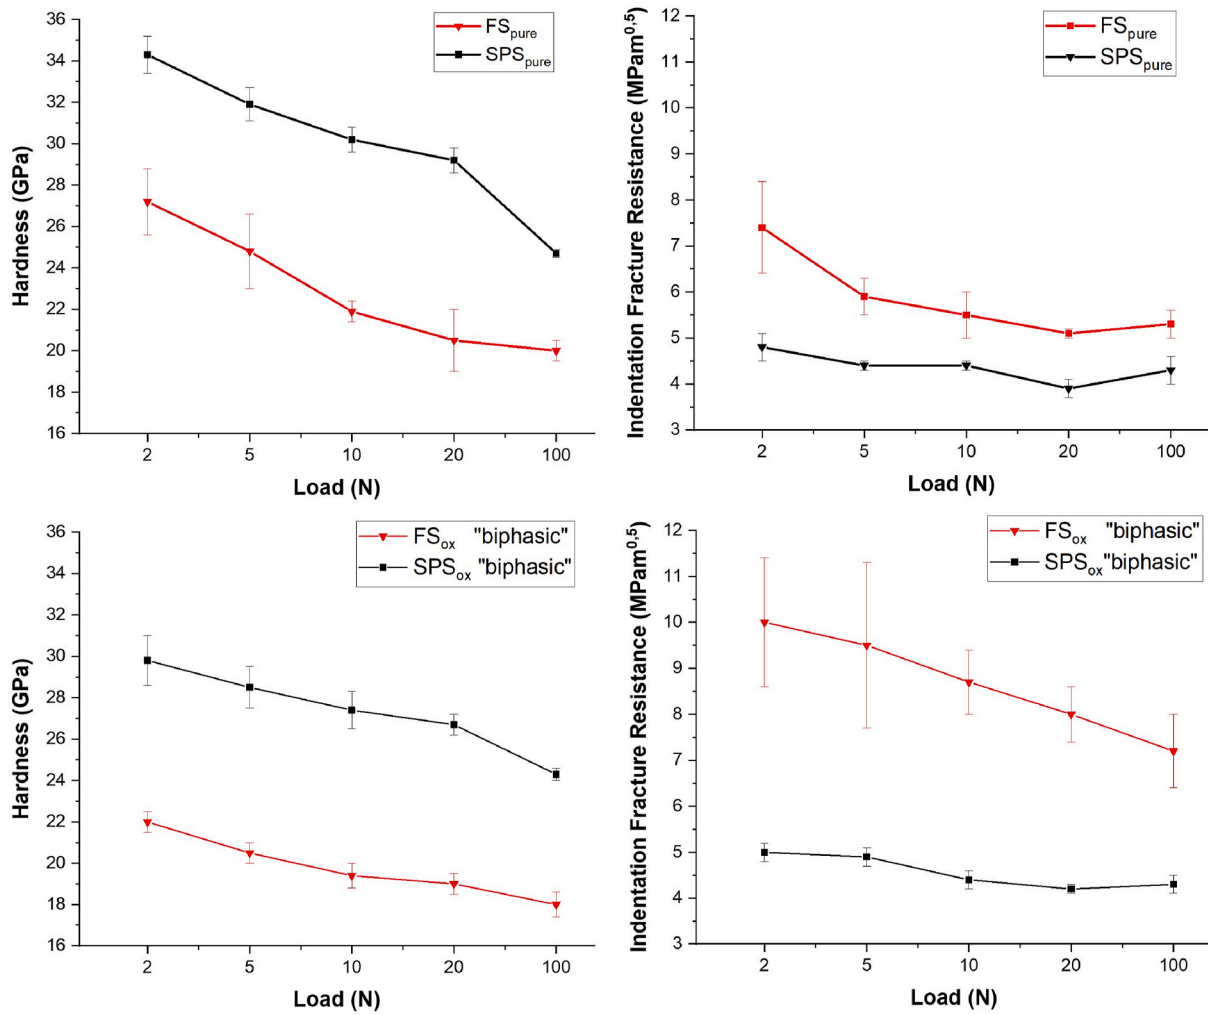 Hardness (GPa)
36
34
32
30
28
26
24
22
20
18
16
FSpure
SPSpure
2 5 10 20 100
Load (N)
Indentation Fracture Resistance (MPam0,5)
12
11
10
9
8
7
6
5
4
3
FSpure
SPSpure
2 5 10 20 100
Load (N)
Hardness (GPa)
36
34
32
30
28
26
24
22
20
18
16
FSox "biphasic"
SPSox "biphasic"
2 5 10 20 100
Load (N)
Indentation Fracture Resistance (MPam0,5)
12
11
10
9
8
7
6
5
4
3
FSox "biphasic"
SPSox "biphasic"
2 5 10 20 100
Load (N)